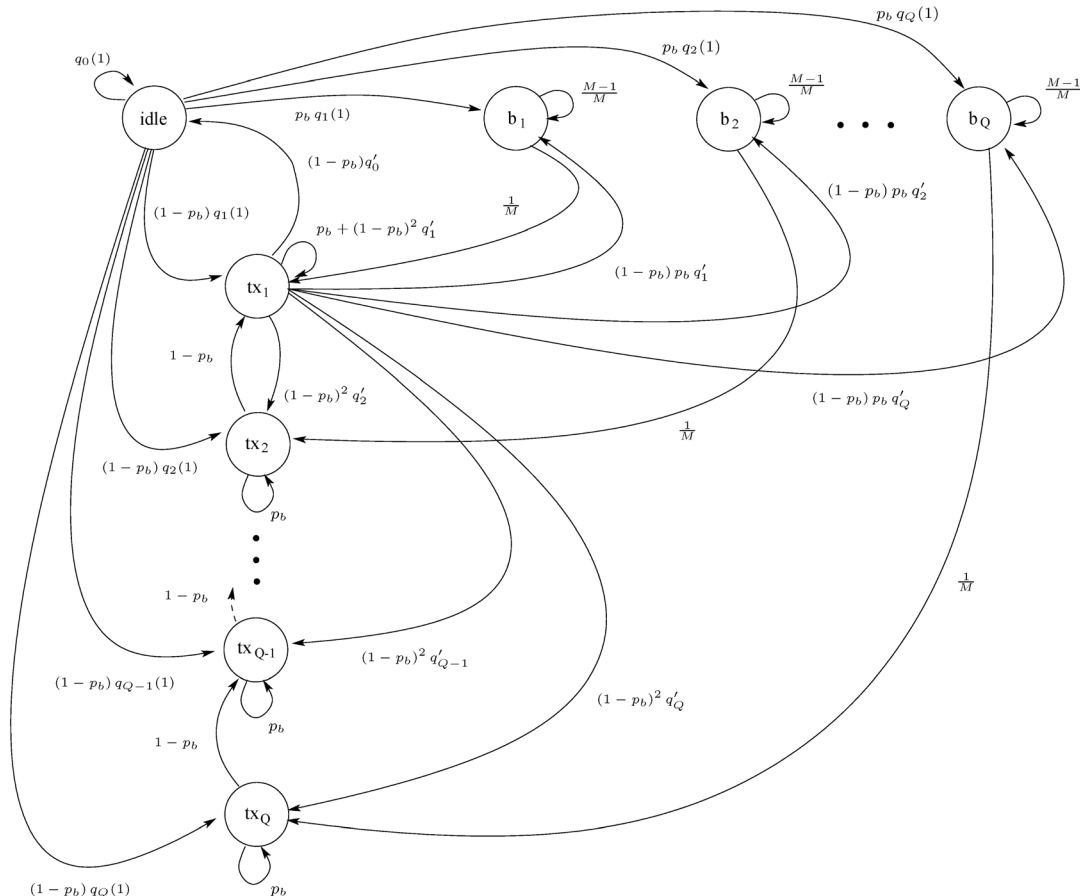 p_b q_Q(1)
q_0(1)
p_b q_2(1)
M−1/M
M−1/M
M−1/M
idle
p_b q_1(1)
b_1
b_2
• • •
b_Q
(1 − p_b)q′_0
(1 − p_b) p_b q′_2
(1 − p_b) q_1(1)
1/M
p_b + (1 − p_b)^2 q′_1
(1 − p_b) p_b q′_1
tx_1
1 − p_b
(1 − p_b)^2 q′_2
(1 − p_b) p_b q′_Q
1/M
tx_2
(1 − p_b) q_2(1)
p_b
•
•
•
1/M
1 − p_b
tx_Q-1
(1 − p_b)^2 q′_Q−1
(1 − p_b) q_Q−1(1)
(1 − p_b)^2 q′_Q
p_b
1 − p_b
tx_Q
(1 − p_b) q_Q(1)
p_b